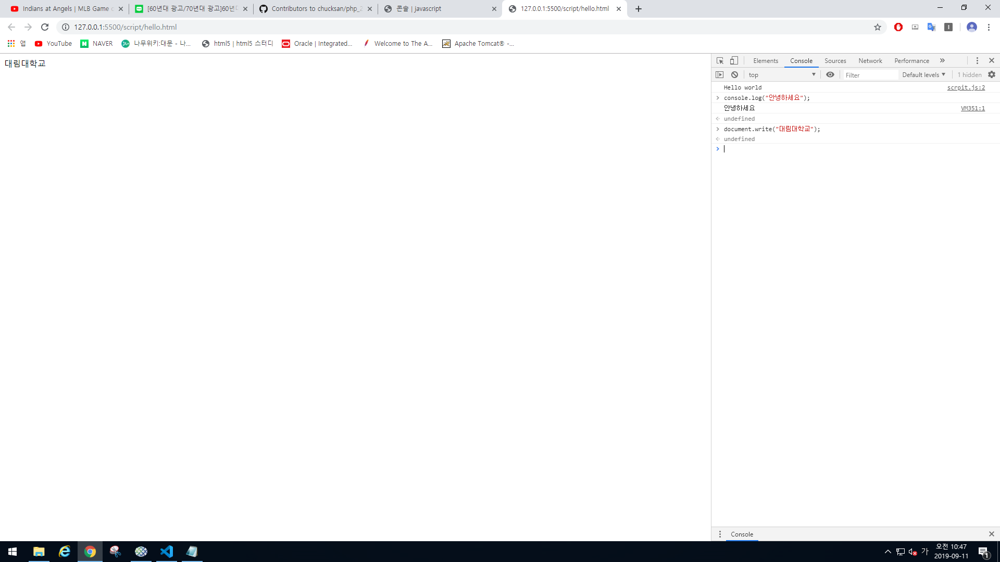 Indians at Angels | MLB Game
[60년대 광고/70년대 광고]60년
Contributors to chucksan/php_2
콘솔 | javascript
127.0.0.1:5500/script/hello.html
127.0.0.1:5500/script/hello.html
앱
YouTube
NAVER
나무위키:대문 - 나...
html5 | html5 스터디
Oracle | Integrated...
Welcome to The A...
Apache Tomcat® -...
대림대학교
Elements
Console
Sources
Network
Performance
top
Filter
Default levels
1 hidden
Hello world
scrpit.js:2
console.log("안녕하세요");
안녕하세요
VM351:1
undefined
document.write("대림대학교");
undefined
Console
가
오전 10:47
2019-09-11
1